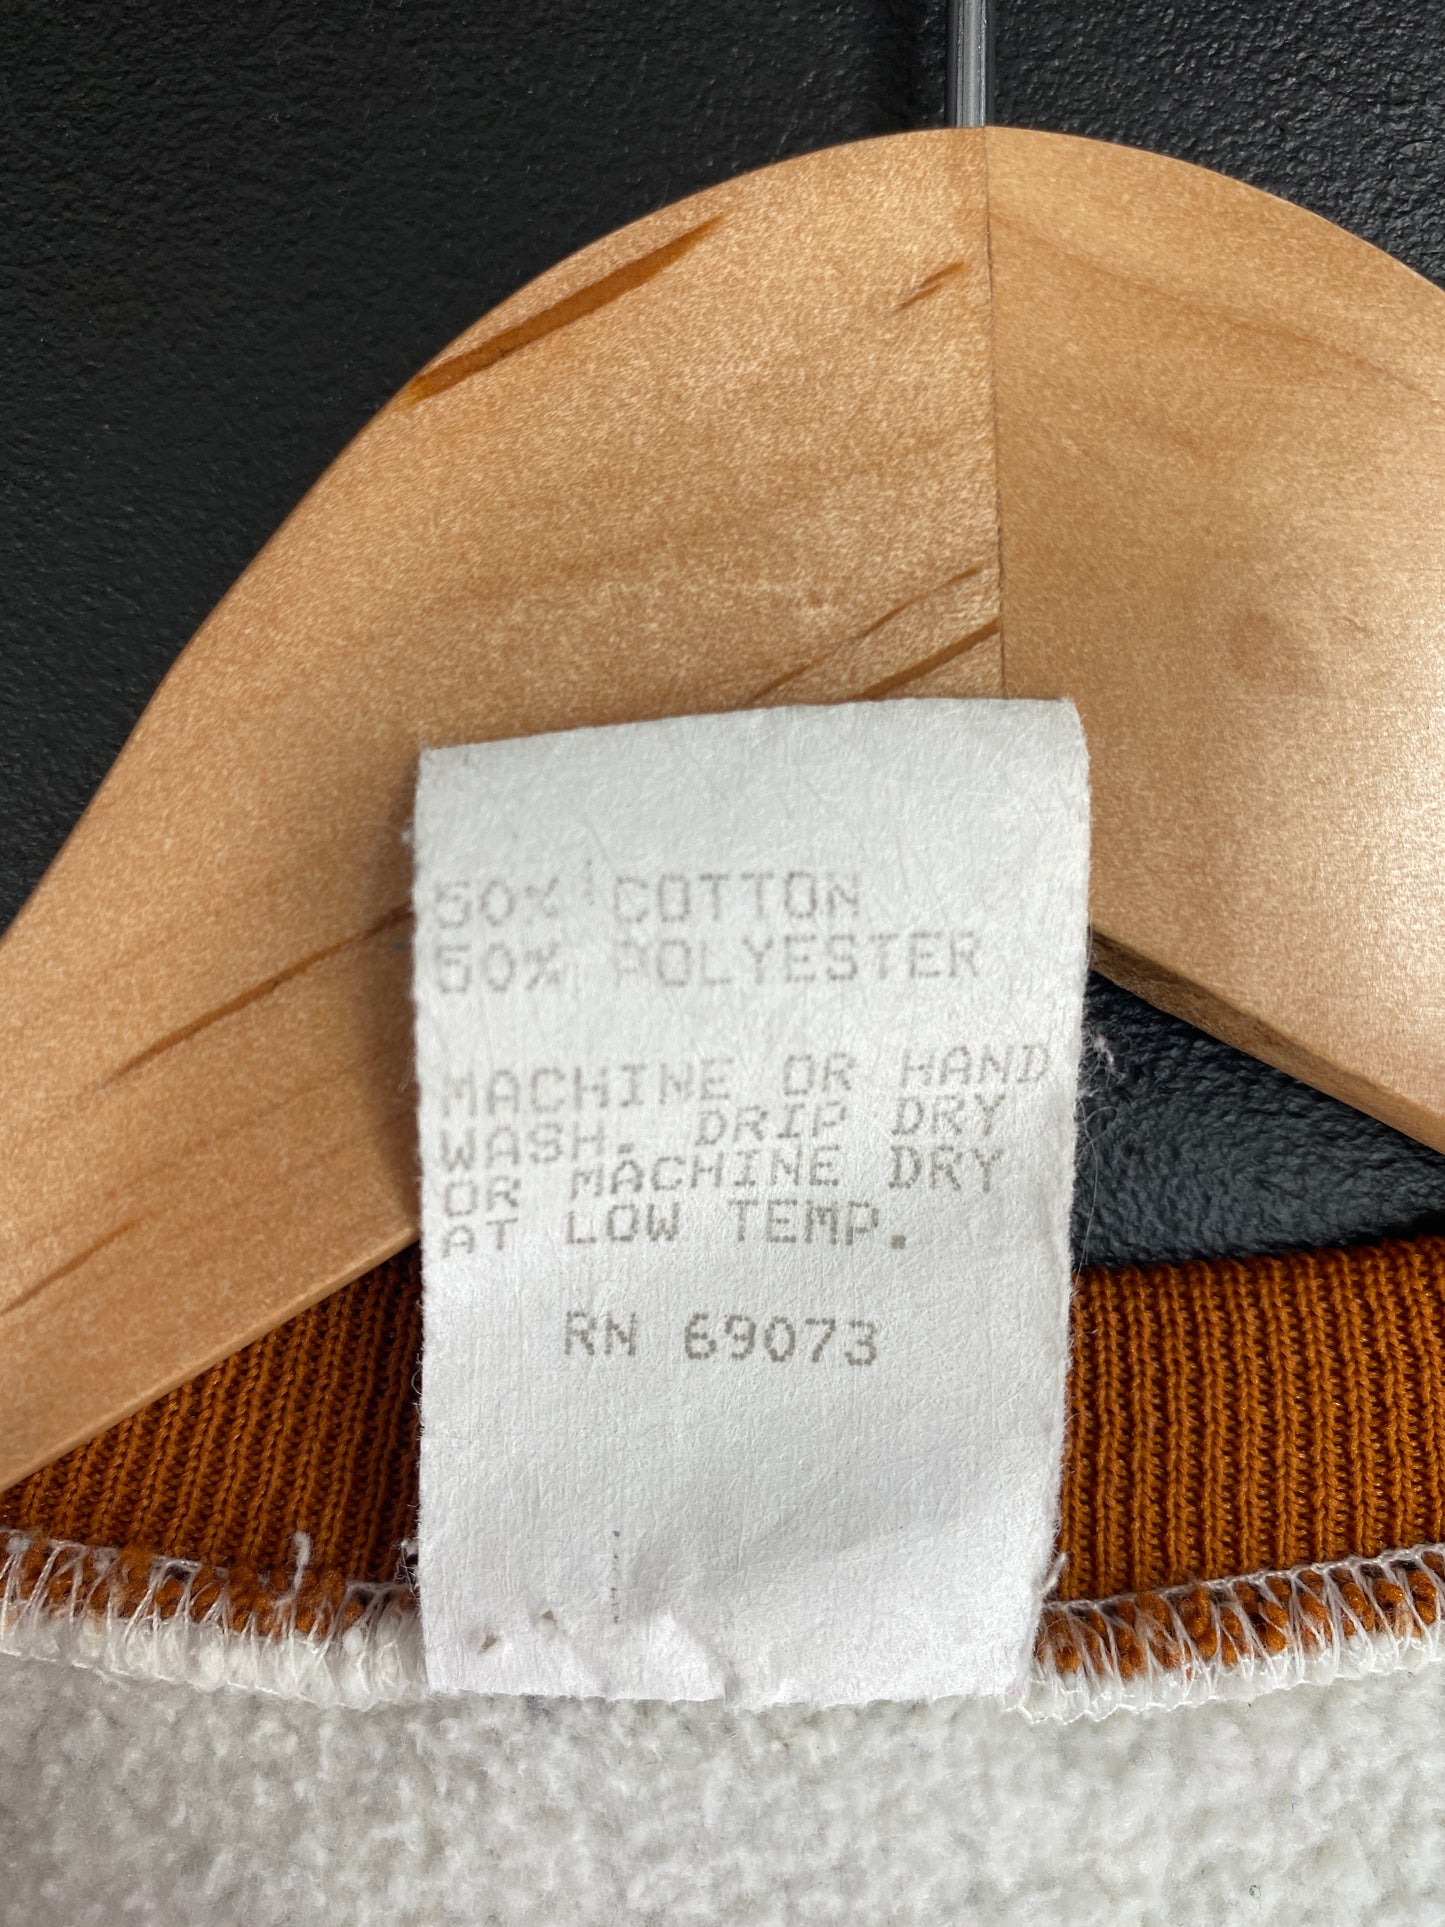 50% COTTON
50% POLYESTER
MACHINE OR HAND
WASH. DRIP DRY
OR MACHINE DRY
AT LOW TEMP.
RN 69073